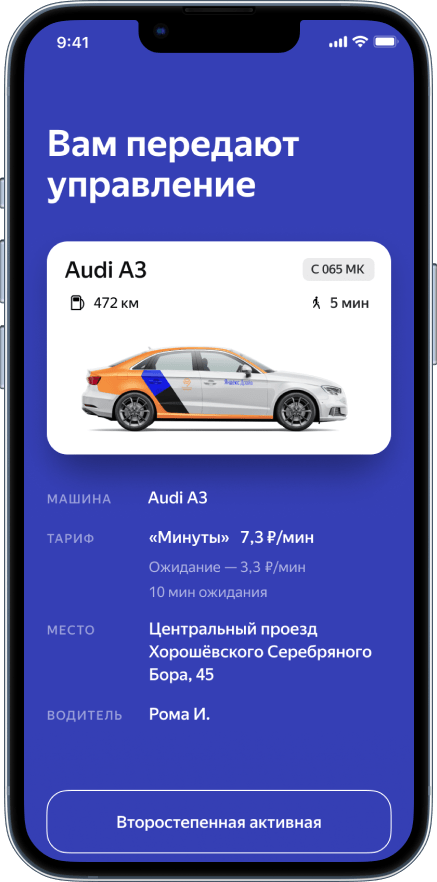 9:41
Вам передают
управление
Audi A3
С 065 МК
472 км
5 мин
Яндекс Драйв
МАШИНА
Audi A3
ТАРИФ
«Минуты» 7,3 ₽/мин
Ожидание — 3,3 ₽/мин
10 мин ожидания
МЕСТО
Центральный проезд
Хорошёвского Серебряного
Бора, 45
ВОДИТЕЛЬ
Рома И.
Второстепенная активная